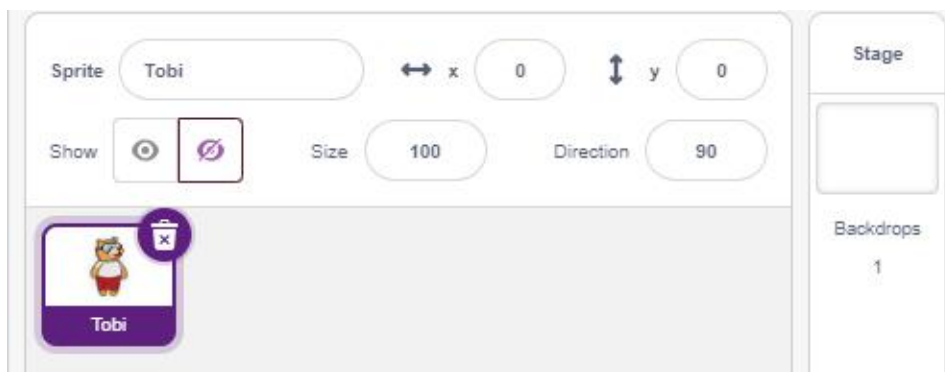 Sprite Tobi x 0 y 0
Stage
Show Size 100 Direction 90
Backdrops
1
Tobi